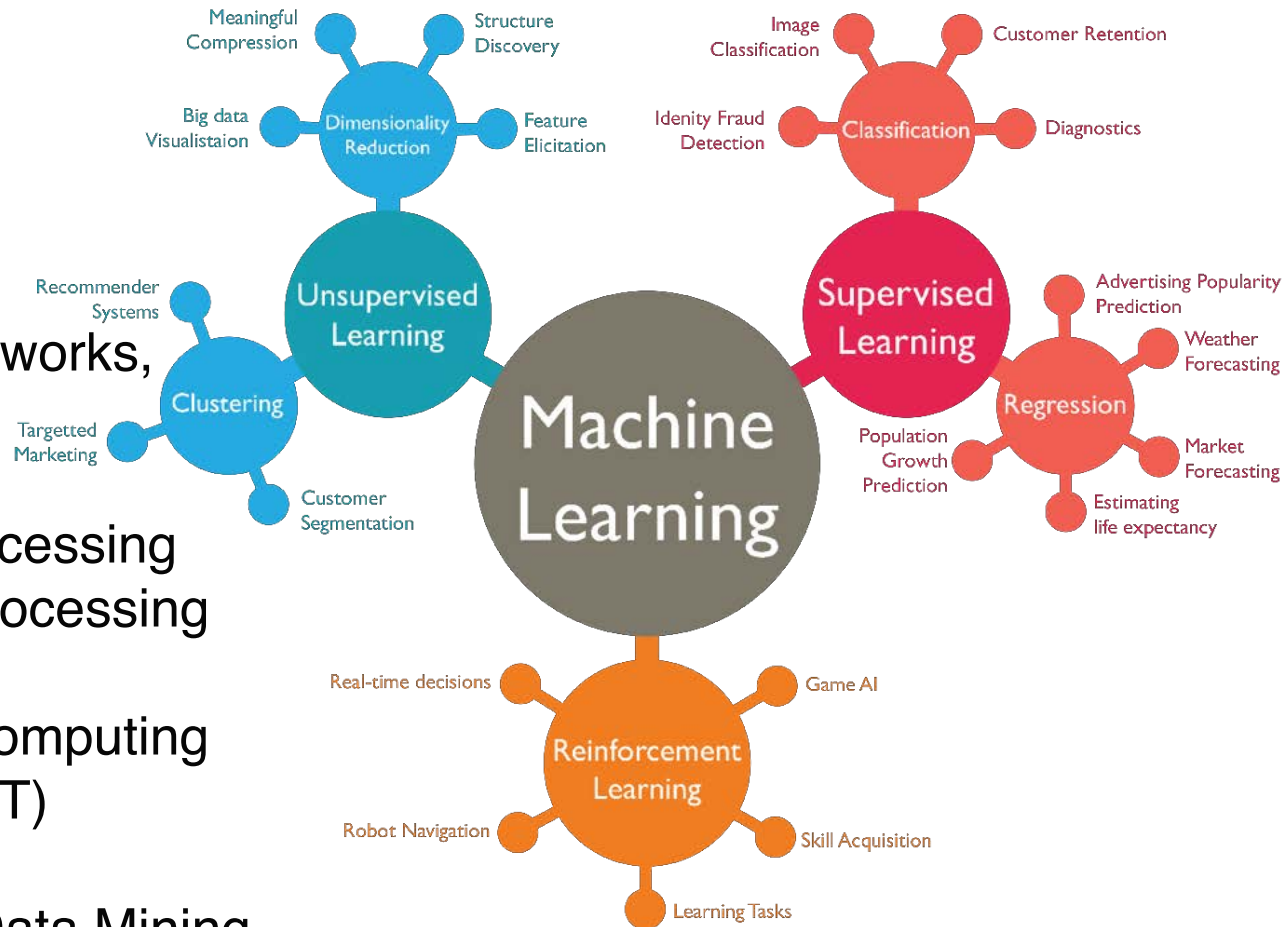 Meaningful
Compression
Structure
Discovery
Big data
Visualistaion
Dimensionality
Reduction
Feature
Elicitation
Image
Classification
Customer Retention
Idenity Fraud
Detection
Classification
Diagnostics
Recommender
Systems
Unsupervised
Learning
Supervised
Learning
Advertising Popularity
Prediction
Weather
Forecasting
works,
Clustering
Targetted
Marketing
Customer
Segmentation
Machine
Learning
Regression
Population
Growth
Prediction
Market
Forecasting
Estimating
life expectancy
cessing
ocessing
omputing
T)
Data Mining
Real-time decisions
Game AI
Reinforcement
Learning
Robot Navigation
Skill Acquisition
Learning Tasks